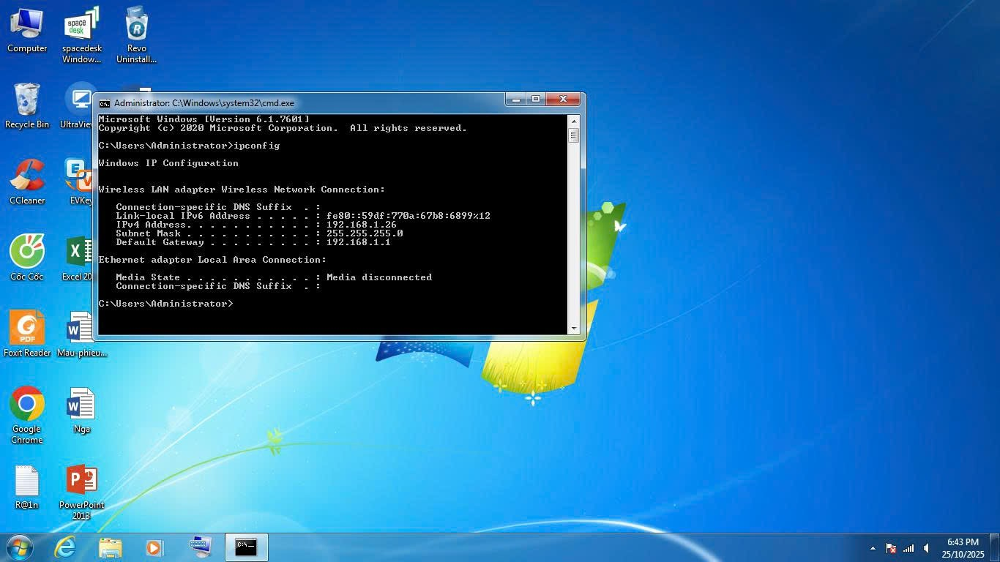 Computer
space
desk
spacedesk
Window...
R
Revo
Uninstall...
Recycle Bin
UltraView
CCleaner
E
V
EVKey
Cốc Cốc
X
Excel 20
PDF
Foxit Reader
W
Mau-phieu...
Google
Chrome
W
Nga
R@1n
P
PowerPoint
2013
C:\.
Administrator: C:\Windows\system32\cmd.exe
Microsoft Windows [Version 6.1.7601]
Copyright (c) 2020 Microsoft Corporation.  All rights reserved.
C:\Users\Administrator>ipconfig
Windows IP Configuration
Wireless LAN adapter Wireless Network Connection:
Connection-specific DNS Suffix  . :
Link-local IPv6 Address . . . . . : fe80::59df:770a:67b8:6899%12
IPv4 Address. . . . . . . . . . . : 192.168.1.26
Subnet Mask . . . . . . . . . . . : 255.255.255.0
Default Gateway . . . . . . . . . : 192.168.1.1
Ethernet adapter Local Area Connection:
Media State . . . . . . . . . . . : Media disconnected
Connection-specific DNS Suffix  . :
C:\Users\Administrator>
C:\_
6:43 PM
25/10/2025